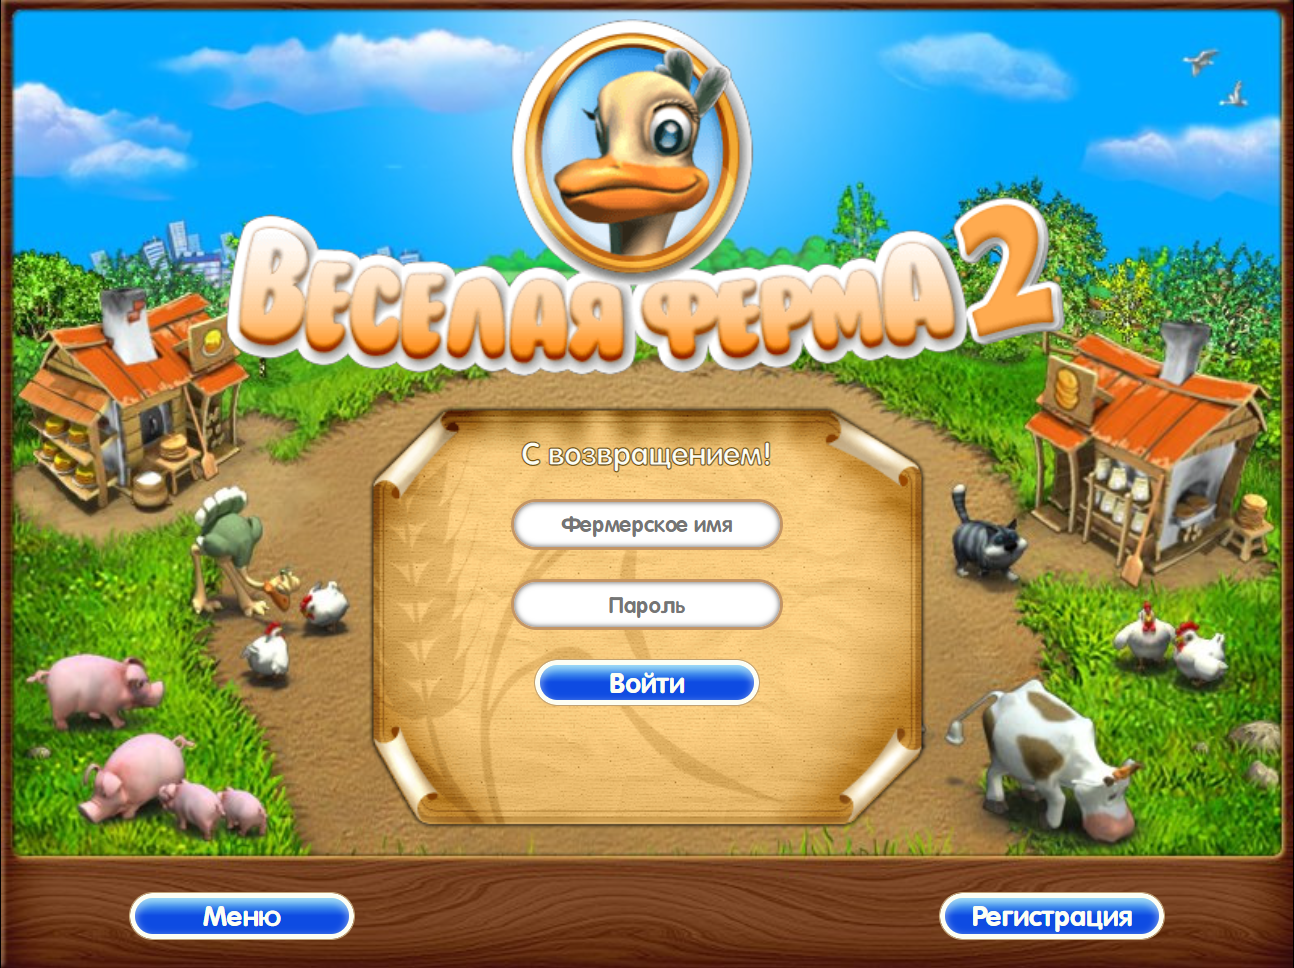 Веселая ферма 2
С возвращением!
Фермерское имя
Пароль
Войти
Меню
Регистрация